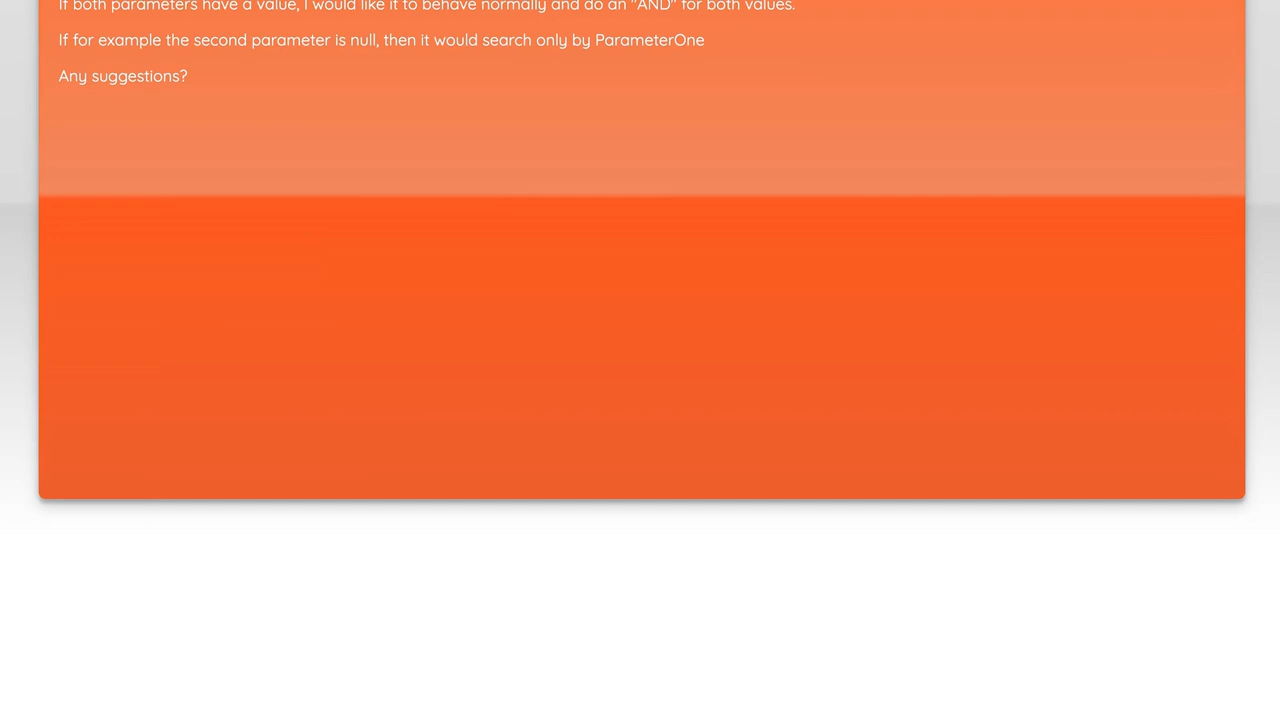 If both parameters have a value, I would like it to behave normally and do an "AND" for both values.
If for example the second parameter is null, then it would search only by ParameterOne
Any suggestions?